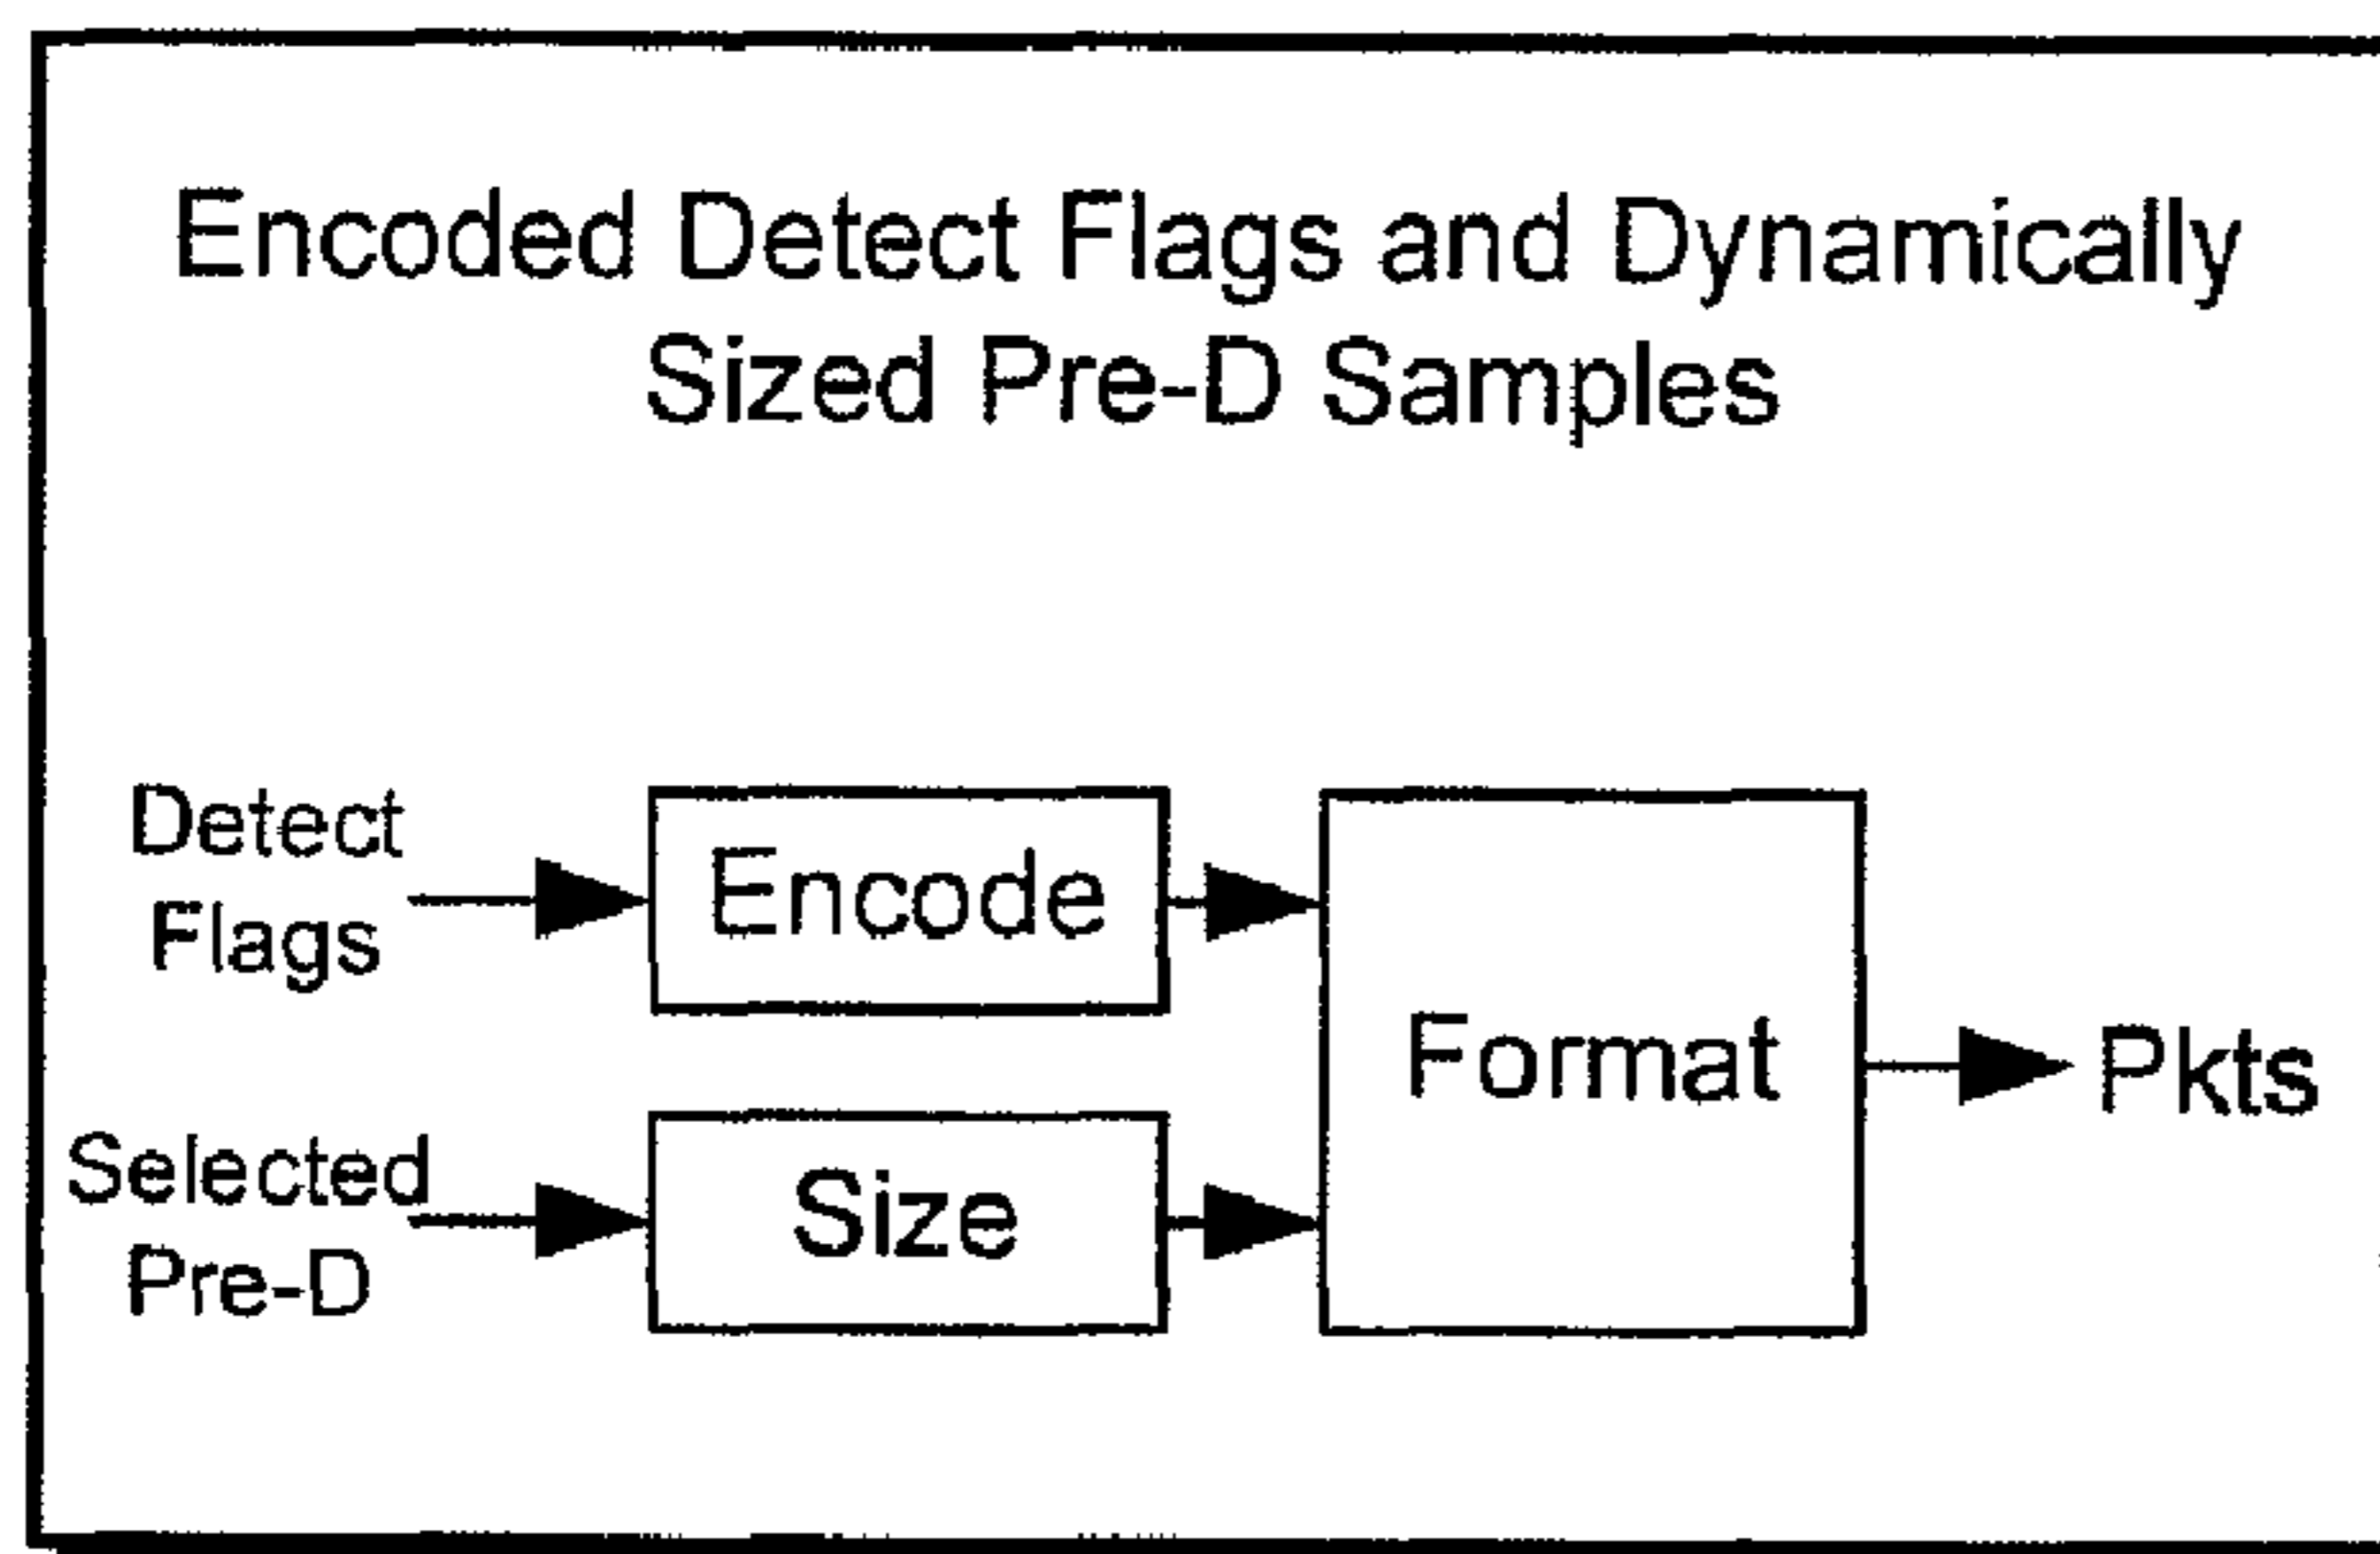 Encoded Detect Flags and Dynamically
Sized Pre-D Samples
Detect
Flags
Encode
Format
Pkts
Selected
Pre-D
Size